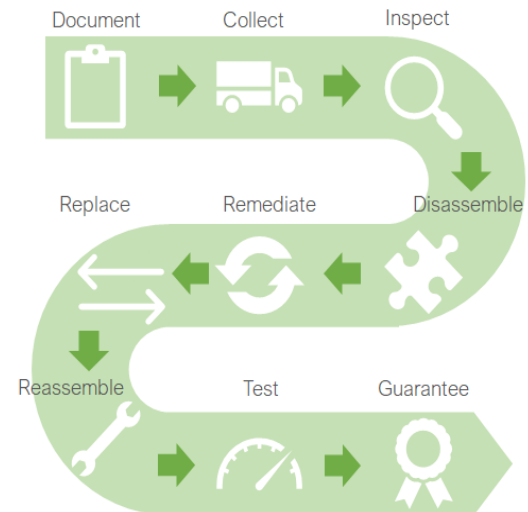 Document
Collect
Inspect
Disassemble
Remediate
Replace
Reassemble
Test
Guarantee